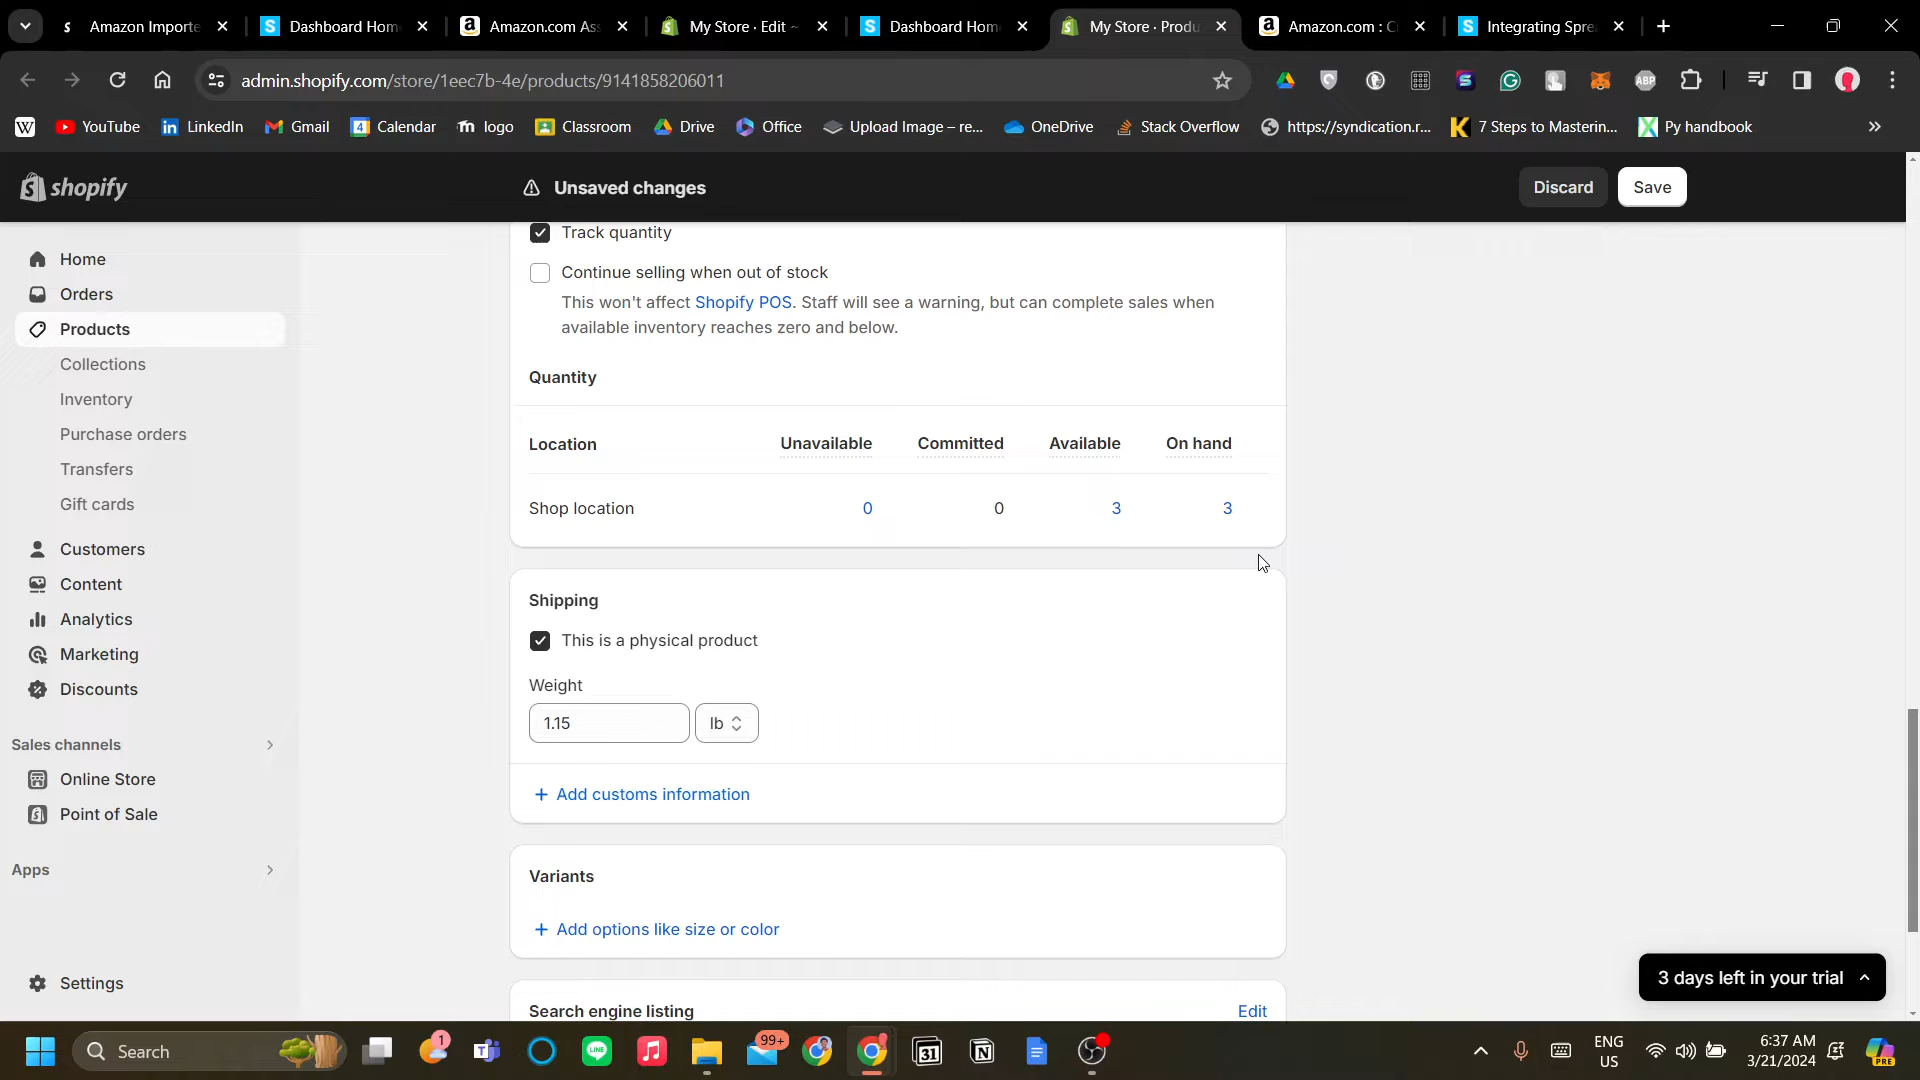 Amazon Importe
Dashboard Hom
Amazon.com As
My Store · Edit ~
Dashboard Hom
My Store · Produ
Amazon.com : C
Integrating Spre
admin.shopify.com/store/1eec7b-4e/products/9141858206011
ABP
W
YouTube
LinkedIn
Gmail
Calendar
logo
Classroom
Drive
Office
Upload Image – re...
OneDrive
Stack Overflow
https://syndication.r...
7 Steps to Masterin...
Py handbook
shopify
Unsaved changes
Discard
Save
Home
Orders
Products
Collections
Inventory
Purchase orders
Transfers
Gift cards
Customers
Content
Analytics
Marketing
Discounts
Sales channels
Online Store
Point of Sale
Apps
Settings
Track quantity
Continue selling when out of stock
This won't affect Shopify POS. Staff will see a warning, but can complete sales when
available inventory reaches zero and below.
Quantity
Location Unavailable Committed Available On hand
Shop location 0 0 3 3
Shipping
This is a physical product
Weight
1.15 lb
+ Add customs information
Variants
+ Add options like size or color
Search engine listing Edit
3 days left in your trial
Search
1
LINE
99+
31
ENG
US
6:37 AM
3/21/2024
PRE